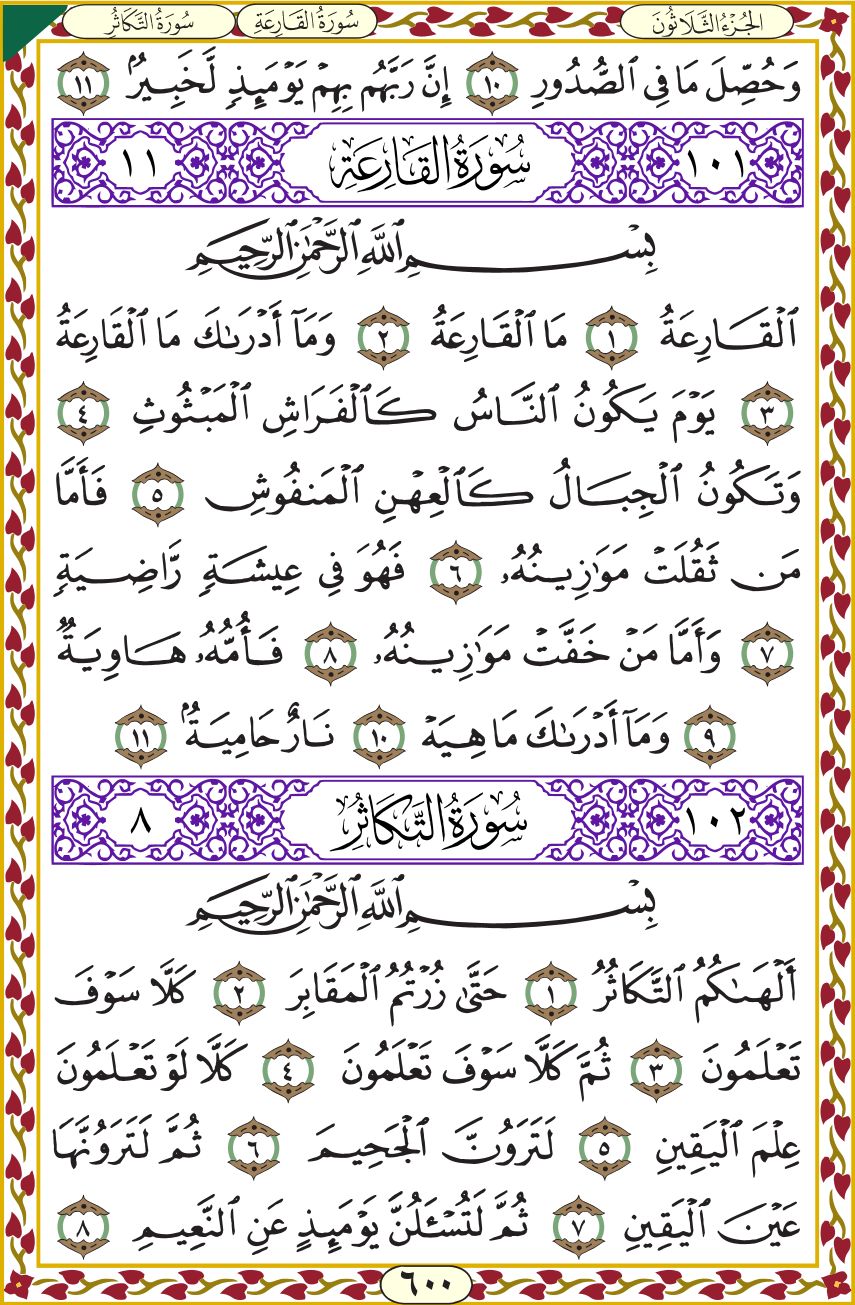 الجُزْءُ الثَّلَاثُونَ سُورَةُ القَارِعَةِ سُورَةُ التَّكَاثُرِ
وَحُصِّلَ مَا فِى ٱلصُّدُورِ ١٠ إِنَّ رَبَّهُم بِهِمْ يَوْمَئِذٍ لَّخَبِيرٌۢ ١١
١٠١ سُورَةُ القَارِعَةِ ١١
بِسْمِ ٱللَّهِ ٱلرَّحْمَٰنِ ٱلرَّحِيمِ
ٱلْقَارِعَةُ ١ مَا ٱلْقَارِعَةُ ٢ وَمَآ أَدْرَىٰكَ مَا ٱلْقَارِعَةُ
٣ يَوْمَ يَكُونُ ٱلنَّاسُ كَٱلْفَرَاشِ ٱلْمَبْثُوثِ ٤
وَتَكُونُ ٱلْجِبَالُ كَٱلْعِهْنِ ٱلْمَنفُوشِ ٥ فَأَمَّا
مَن ثَقُلَتْ مَوَٰزِينُهُۥ ٦ فَهُوَ فِى عِيشَةٍ رَّاضِيَةٍ
٧ وَأَمَّا مَنْ خَفَّتْ مَوَٰزِينُهُۥ ٨ فَأُمُّهُۥ هَاوِيَةٌ
٩ وَمَآ أَدْرَىٰكَ مَا هِيَهْ ١٠ نَارٌ حَامِيَةٌۢ ١١
١٠٢ سُورَةُ التَّكَاثُرِ ٨
بِسْمِ ٱللَّهِ ٱلرَّحْمَٰنِ ٱلرَّحِيمِ
أَلْهَىٰكُمُ ٱلتَّكَاثُرُ ١ حَتَّىٰ زُرْتُمُ ٱلْمَقَابِرَ ٢ كَلَّا سَوْفَ
تَعْلَمُونَ ٣ ثُمَّ كَلَّا سَوْفَ تَعْلَمُونَ ٤ كَلَّا لَوْ تَعْلَمُونَ
عِلْمَ ٱلْيَقِينِ ٥ لَتَرَوُنَّ ٱلْجَحِيمَ ٦ ثُمَّ لَتَرَوُنَّهَا
عَيْنَ ٱلْيَقِينِ ٧ ثُمَّ لَتُسْـَٔلُنَّ يَوْمَئِذٍ عَنِ ٱلنَّعِيمِ ٨
٦٠٠